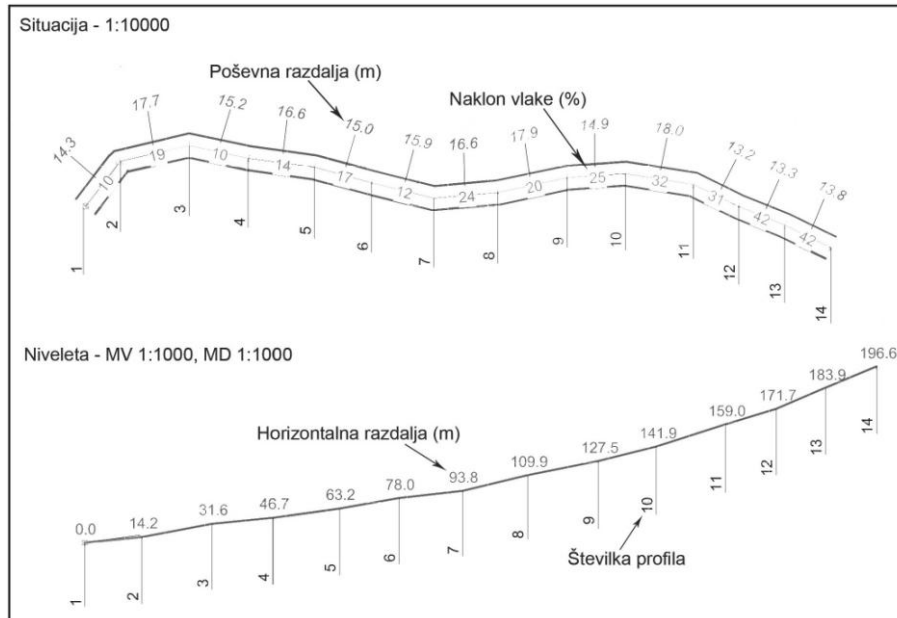 Situacija - 1:10000
Poševna razdalja (m)
Naklon vlake (%)
14.3 17.7 15.2 16.6 15.0 15.9 16.6 17.9 14.9 18.0 13.2 13.3 13.8
10 19 10 14 17 12 24 20 25 32 31 42 42
1 2 3 4 5 6 7 8 9 10 11 12 13 14
Niveleta - MV 1:1000, MD 1:1000
Horizontalna razdalja (m)
0.0 14.2 31.6 46.7 63.2 78.0 93.8 109.9 127.5 141.9 159.0 171.7 183.9 196.6
1 2 3 4 5 6 7 8 9 10 11 12 13 14
Številka profila